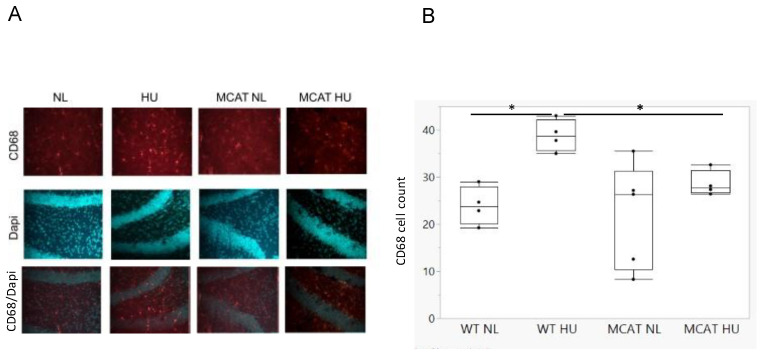 A
B
NL HU MCAT NL MCAT HU
CD68
Dapi
CD68/Dapi
* *
CD68 cell count
40
30
20
10
0
WT NL WT HU MCAT NL MCAT HU